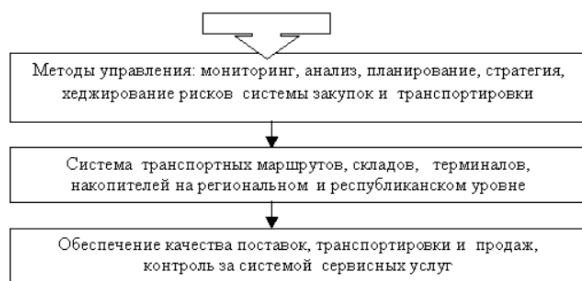 Методы управления: мониторинг, анализ, планирование, стратегия,
хеджирование рисков системы закупок и транспортировки
Система транспортных маршрутов, складов, терминалов,
накопителей на региональном и республиканском уровне
Обеспечение качества поставок, транспортировки и продаж,
контроль за системой сервисных услуг